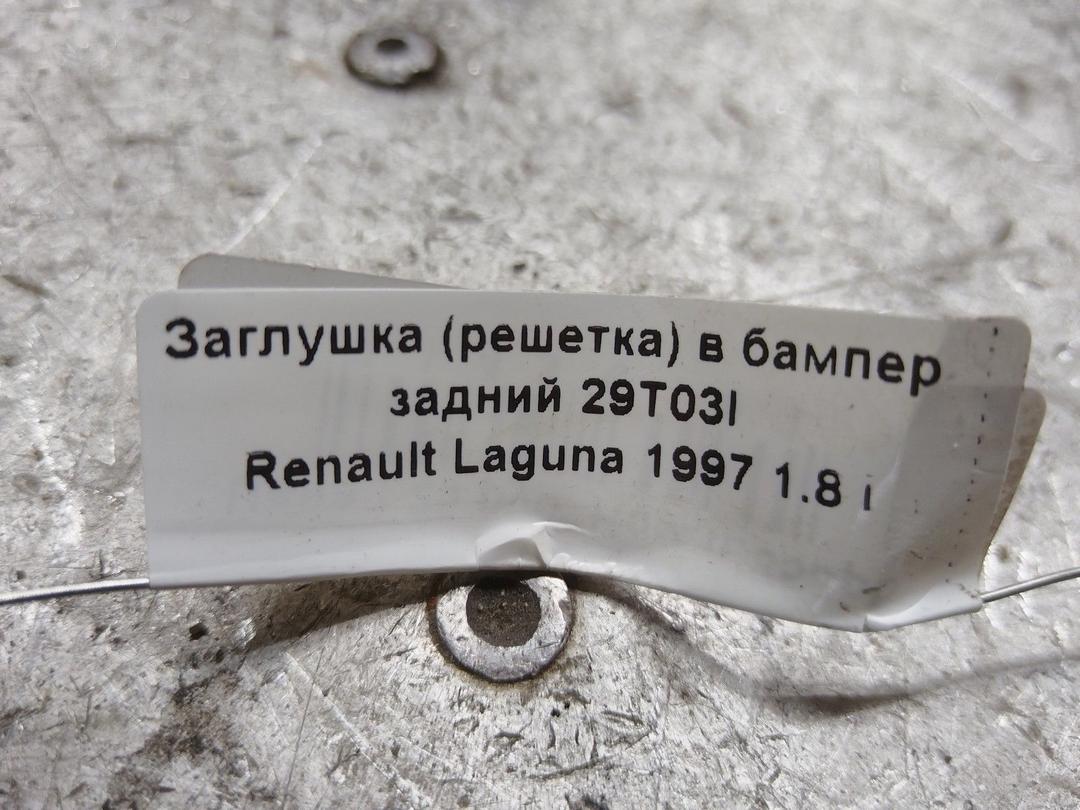 Заглушка (решетка) в бампер
задний 29T03I
Renault Laguna 1997 1.8 i